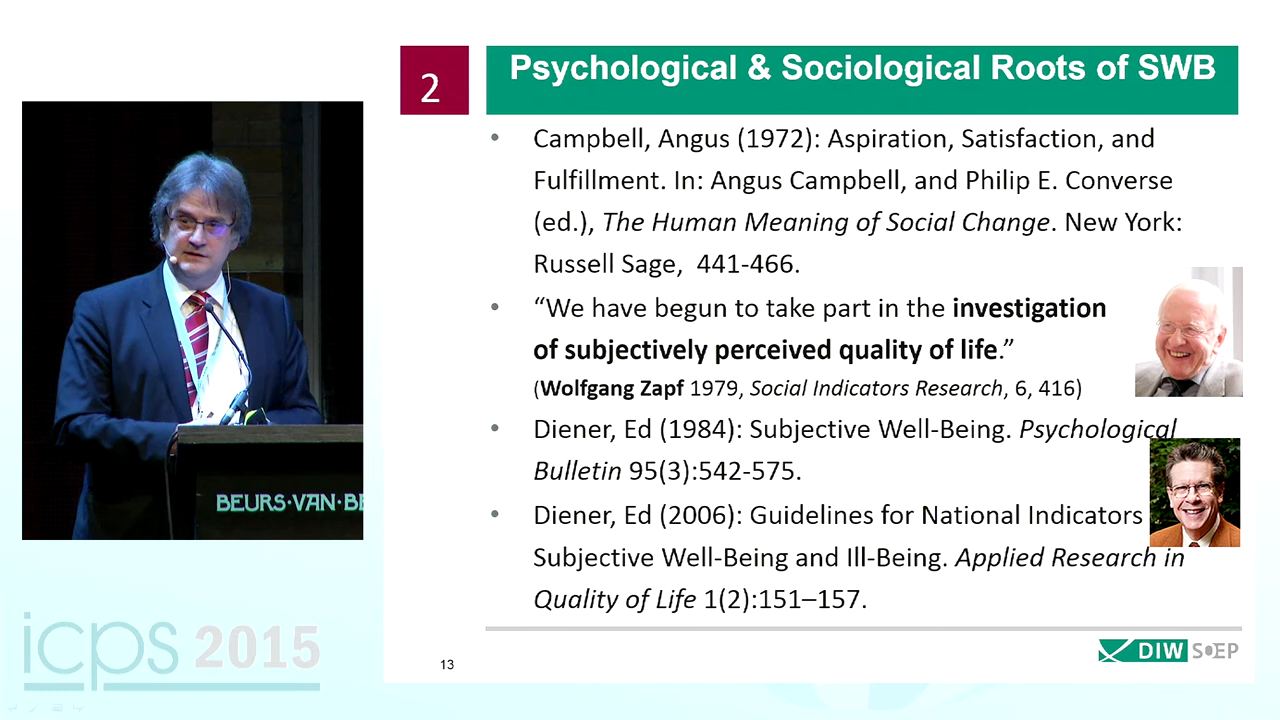 2
Psychological & Sociological Roots of SWB
• Campbell, Angus (1972): Aspiration, Satisfaction, and
Fulfillment. In: Angus Campbell, and Philip E. Converse
(ed.), The Human Meaning of Social Change. New York:
Russell Sage, 441-466.
• “We have begun to take part in the investigation
of subjectively perceived quality of life.”
(Wolfgang Zapf 1979, Social Indicators Research, 6, 416)
• Diener, Ed (1984): Subjective Well-Being. Psychological
Bulletin 95(3):542-575.
• Diener, Ed (2006): Guidelines for National Indicators
Subjective Well-Being and Ill-Being. Applied Research in
Quality of Life 1(2):151–157.
BEURS·VAN·BE
icps 2015
13
DIW SOEP